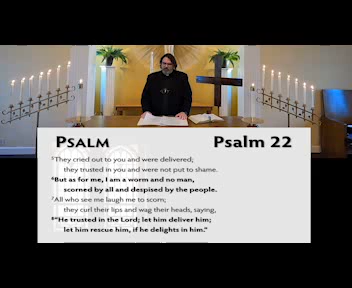 PSALM Psalm 22
⁵They cried out to you and were delivered;
they trusted in you and were not put to shame.
⁶But as for me, I am a worm and no man,
scorned by all and despised by the people.
⁷All who see me laugh me to scorn;
they curl their lips and wag their heads, saying,
⁸"He trusted in the Lord; let him deliver him;
let him rescue him, if he delights in him."